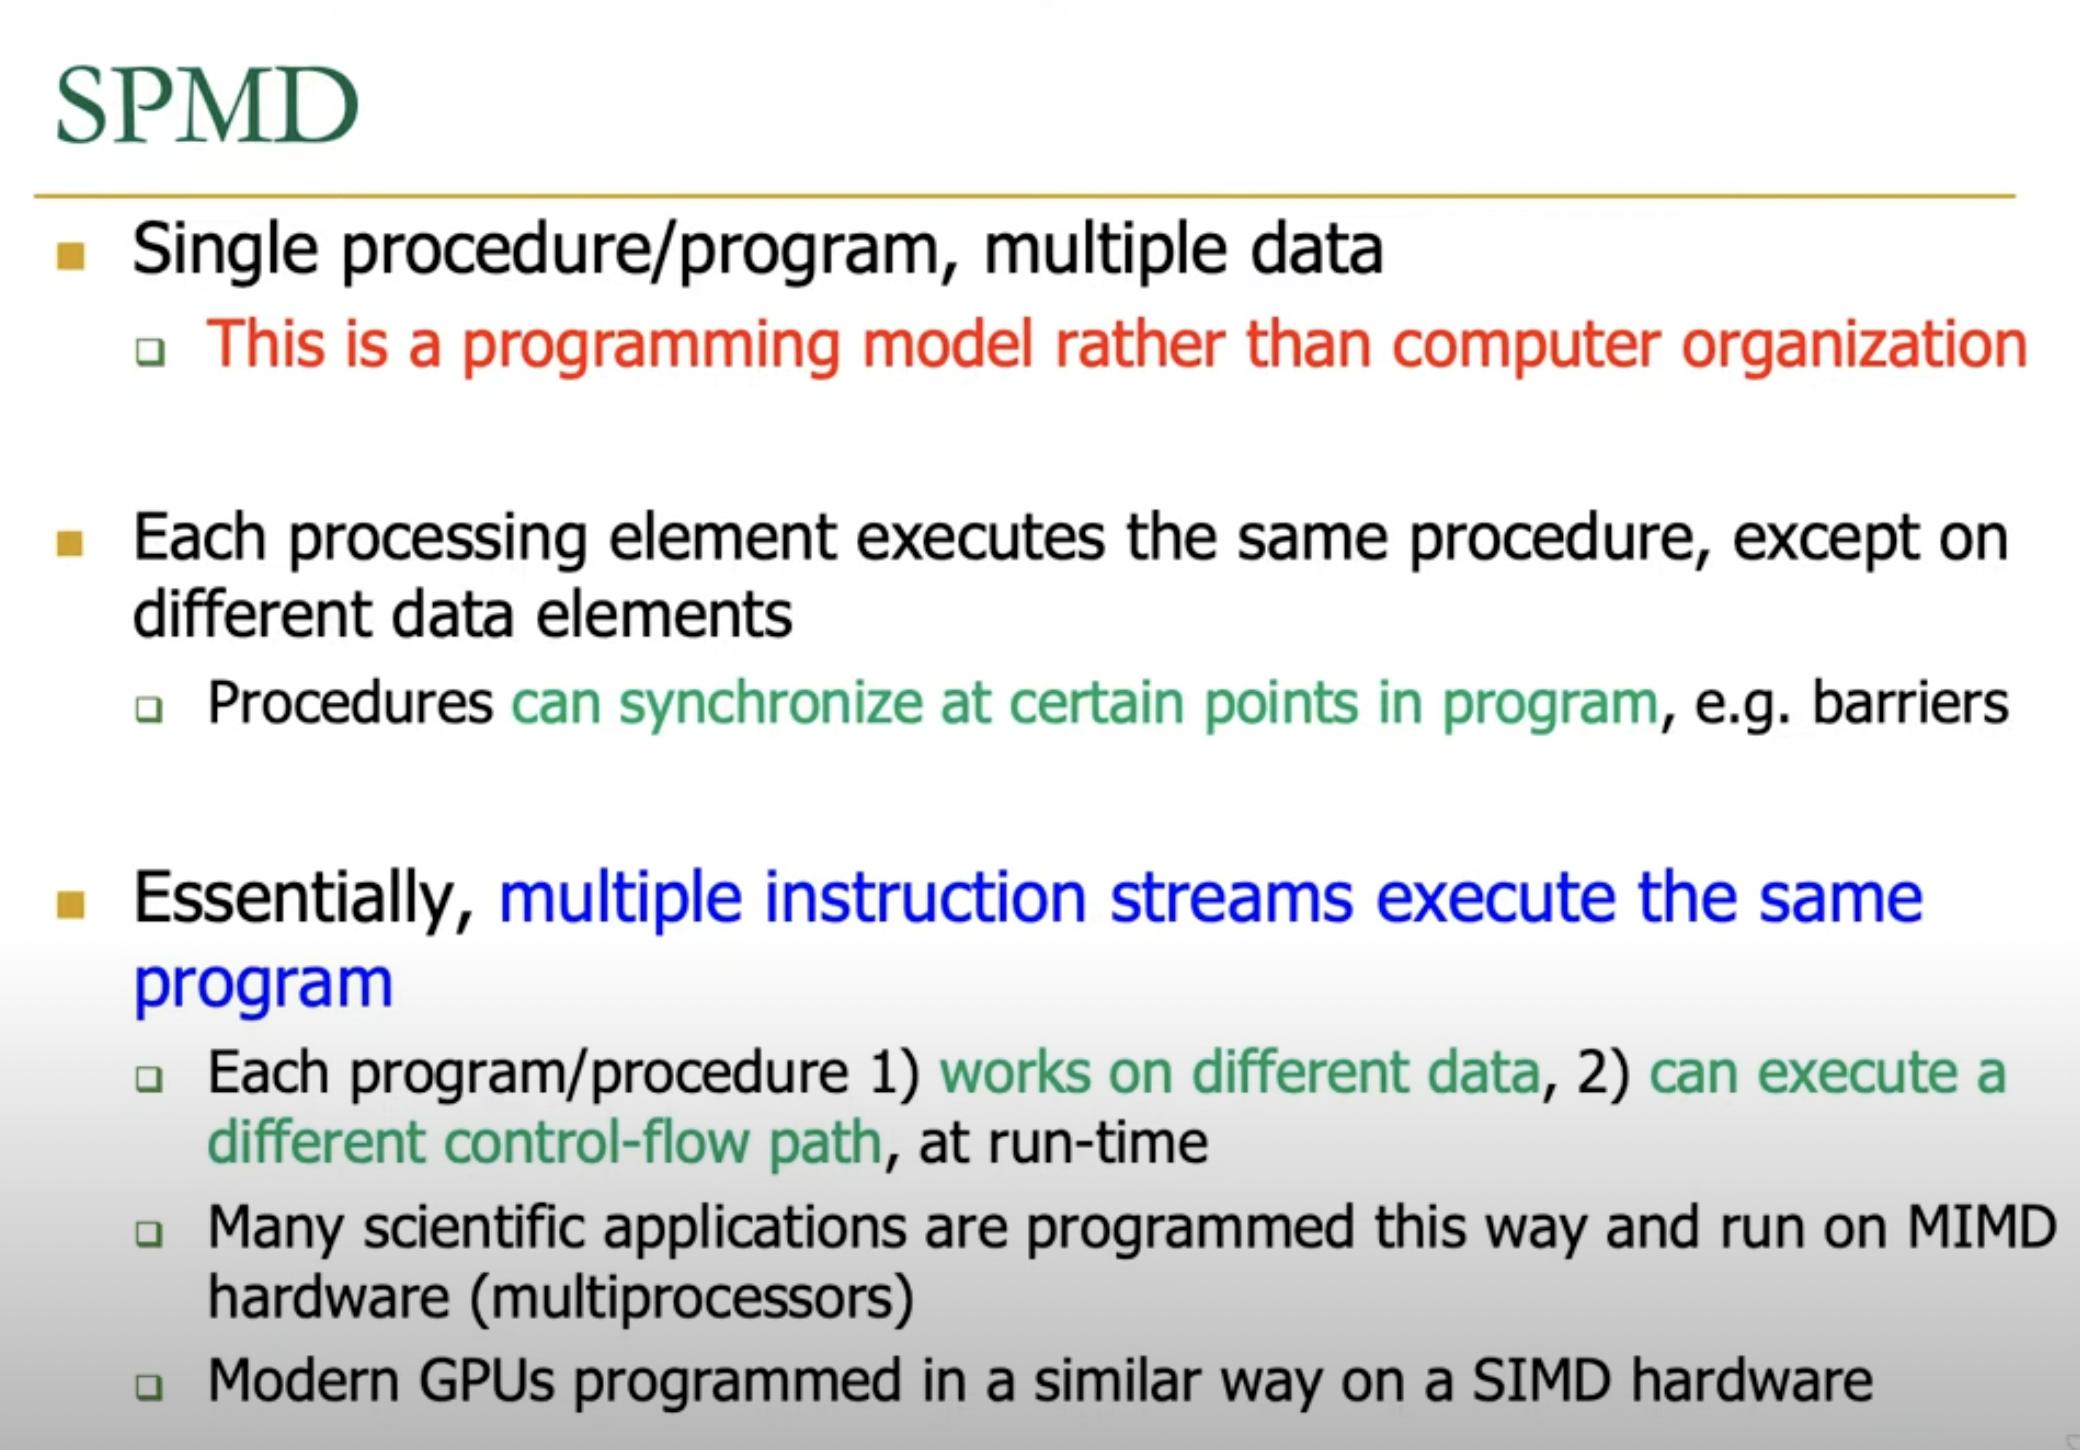 SPMD
Single procedure/program, multiple data
This is a programming model rather than computer organization
Each processing element executes the same procedure, except on
different data elements
Procedures can synchronize at certain points in program, e.g. barriers
Essentially, multiple instruction streams execute the same
program
Each program/procedure 1) works on different data, 2) can execute a
different control-flow path, at run-time
Many scientific applications are programmed this way and run on MIMD
hardware (multiprocessors)
Modern GPUs programmed in a similar way on a SIMD hardware